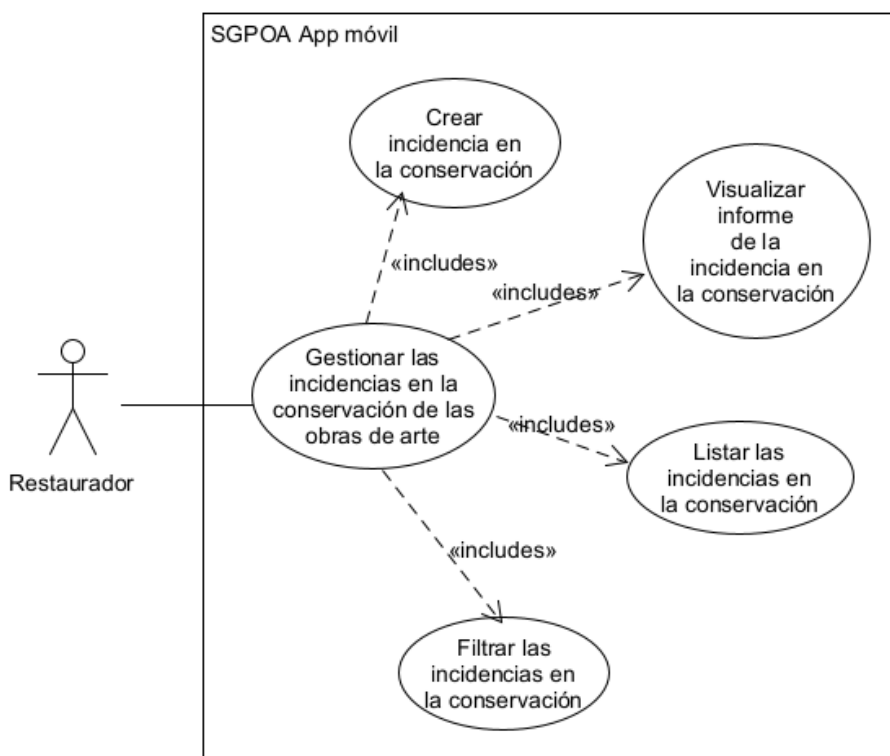 SGPOA App móvil
Crear
incidencia en
la conservación
Visualizar
informe
de la
incidencia en
la conservación
«includes»
«includes»
Gestionar las
incidencias en la
conservación de las
obras de arte
«includes»
Listar las
incidencias en
la conservación
Restaurador
«includes»
Filtrar las
incidencias en
la conservación